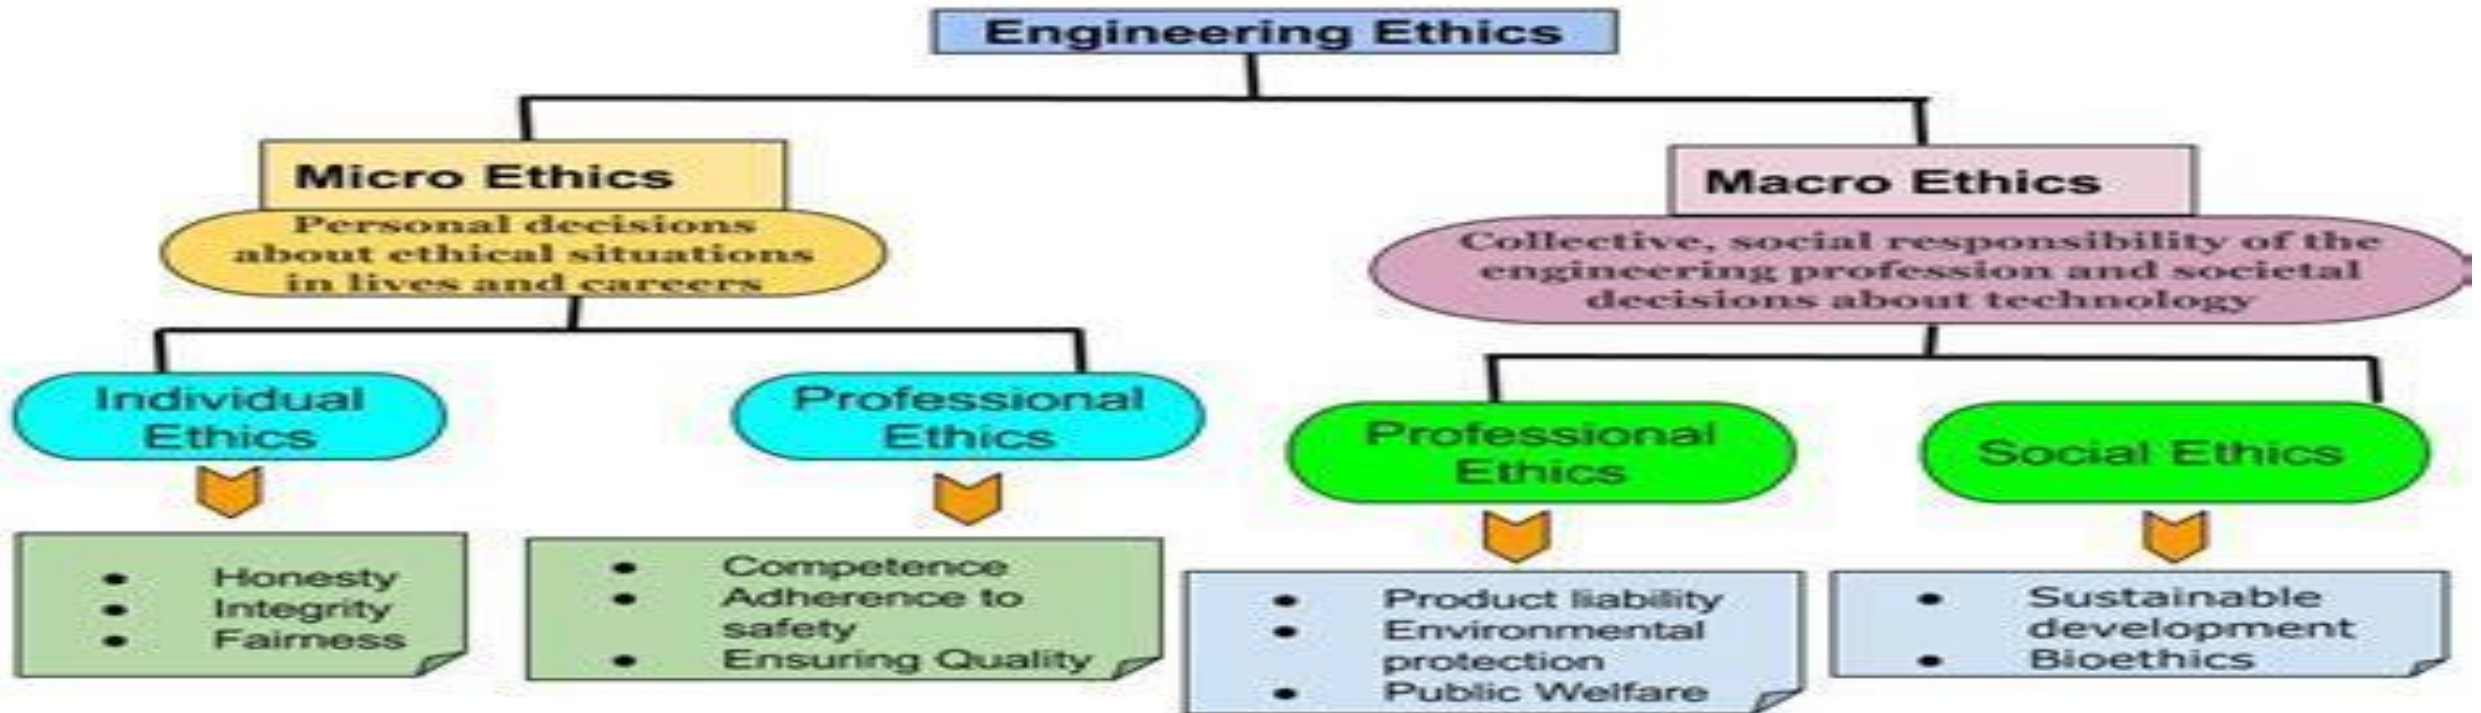 Engineering Ethics
Micro Ethics
Personal decisions
about ethical situations
in lives and careers
Macro Ethics
Collective, social responsibility of the
engineering profession and societal
decisions about technology
Individual
Ethics
Professional
Ethics
Professional
Ethics
Social Ethics
• Honesty
• Integrity
• Fairness
• Competence
• Adherence to
safety
• Ensuring Quality
• Product liability
• Environmental
protection
• Public Welfare
• Sustainable
development
• Bioethics